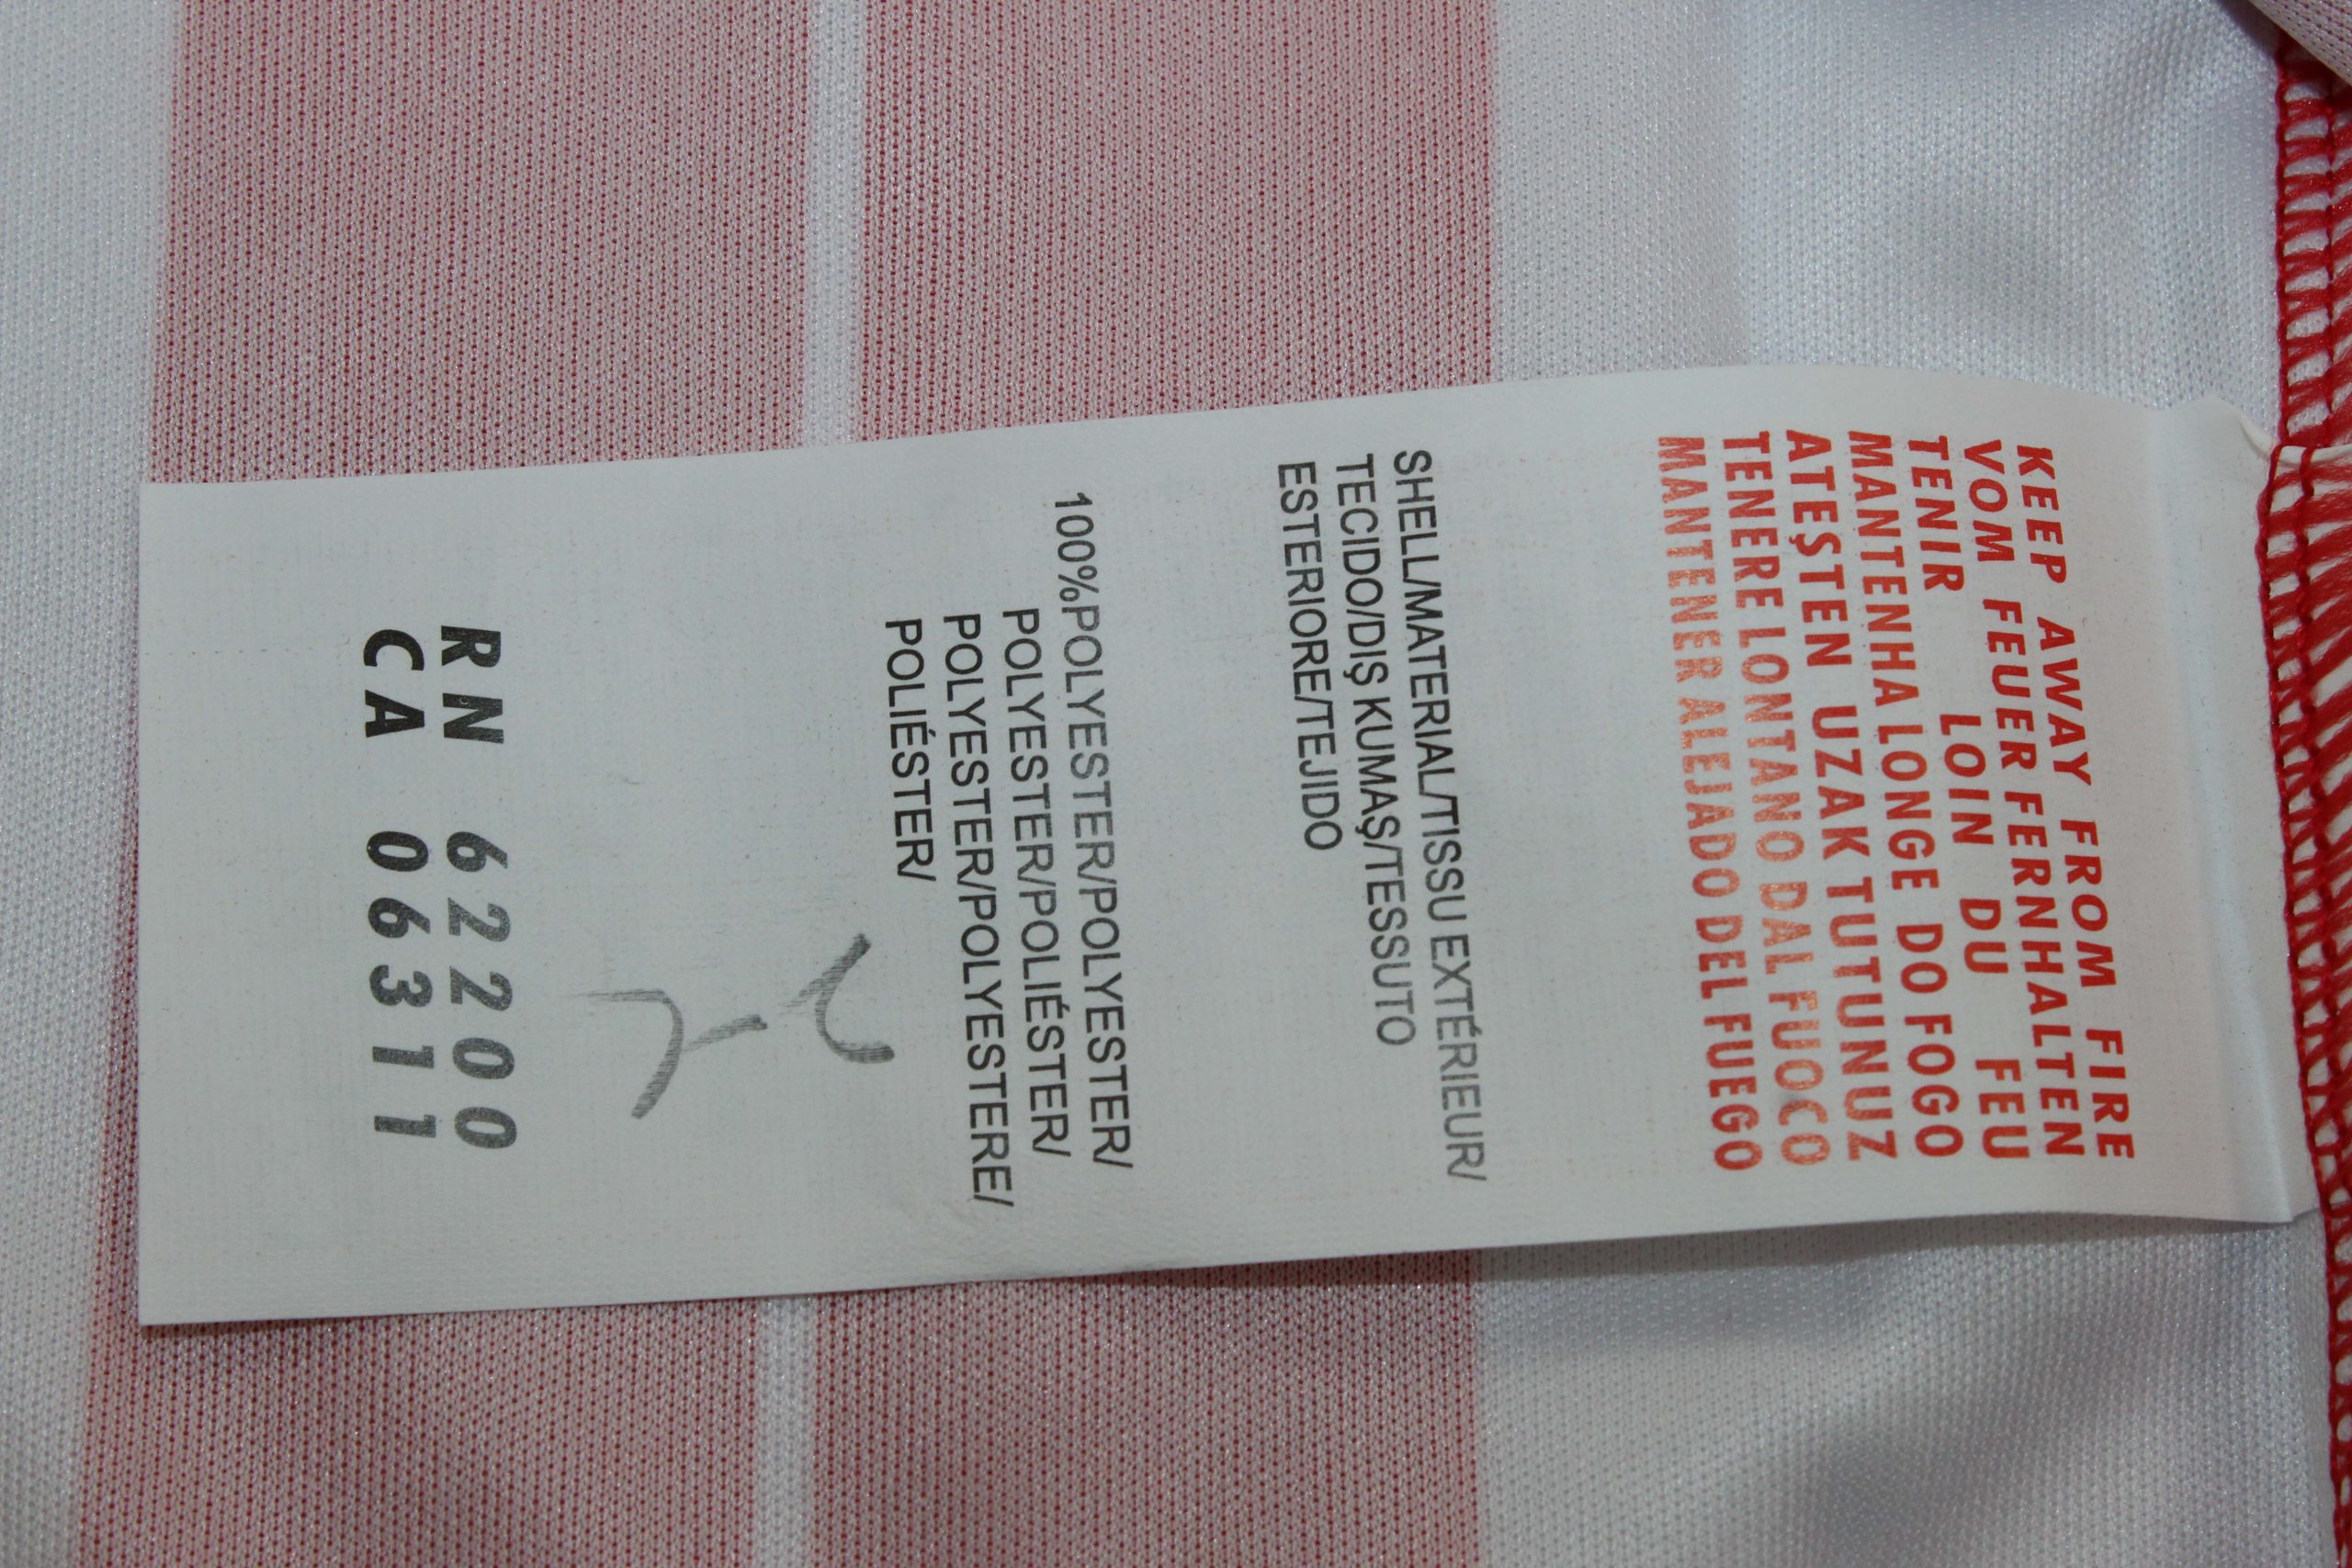 KEEP AWAY FROM FIRE
VOM FEUER FERNHALTEN
TENIR LOIN DU FEU
MANTENHA LONGE DO FOGO
ATEŞTEN UZAK TUTUNUZ
TENERE LONTANO DAL FUOCO
MANTENER ALEJADO DEL FUEGO
SHELL/MATERIAL/TISSU EXTÉRIEUR/
TECIDO/DIŞ KUMAŞ/TESSUTO
ESTERIORE/TEJIDO
100%POLYESTER/POLYESTER/
POLYESTER/POLIÉSTER/
POLYESTER/POLYESTERE/
POLIÉSTER/
RN 62200
CA 06311